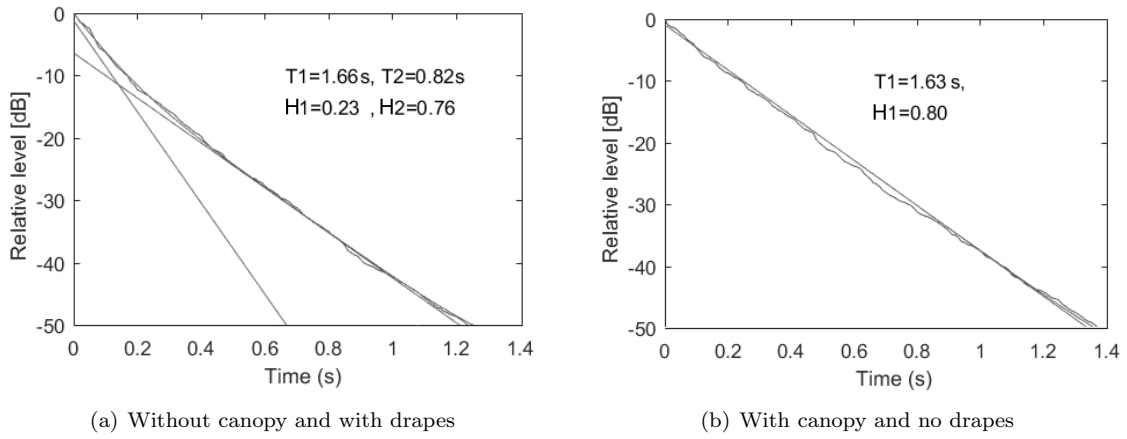 0
-10
-20
-30
-40
-50
Relative level [dB]
T1=1.66s, T2=0.82s
H1=0.23 , H2=0.76
0 0.2 0.4 0.6 0.8 1 1.2 1.4
Time (s)
(a) Without canopy and with drapes
0
-10
-20
-30
-40
-50
Relative level [dB]
T1=1.63 s,
H1=0.80
0 0.2 0.4 0.6 0.8 1 1.2 1.4
Time (s)
(b) With canopy and no drapes